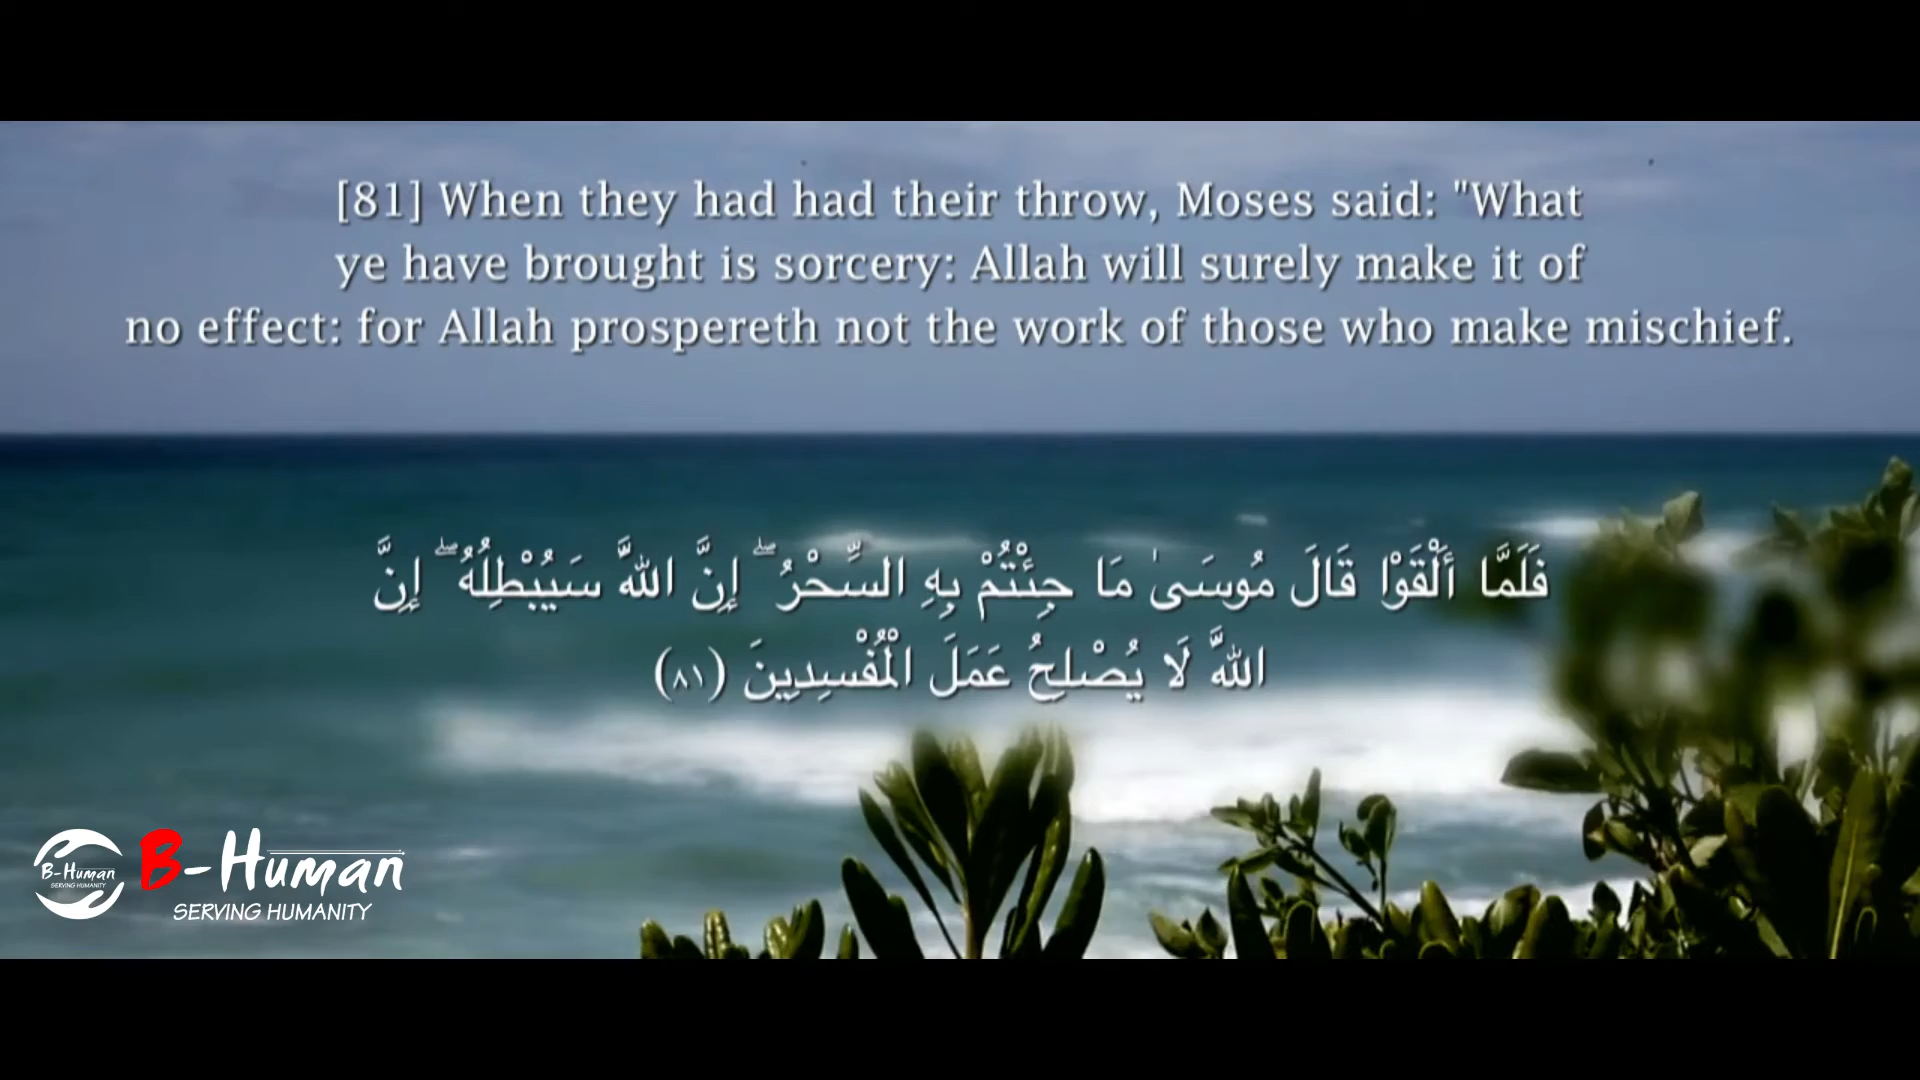 [81] When they had had their throw, Moses said: "What
ye have brought is sorcery: Allah will surely make it of
no effect: for Allah prospereth not the work of those who make mischief.
فَلَمَّا أَلْقَوْا قَالَ مُوسَىٰ مَا جِئْتُمْ بِهِ السِّحْرُ ۖ إِنَّ اللَّهَ سَيُبْطِلُهُ ۖ إِنَّ
اللَّهَ لَا يُصْلِحُ عَمَلَ الْمُفْسِدِينَ (٨١)
B-Human
SERVING HUMANITY
B-Human
SERVING HUMANITY